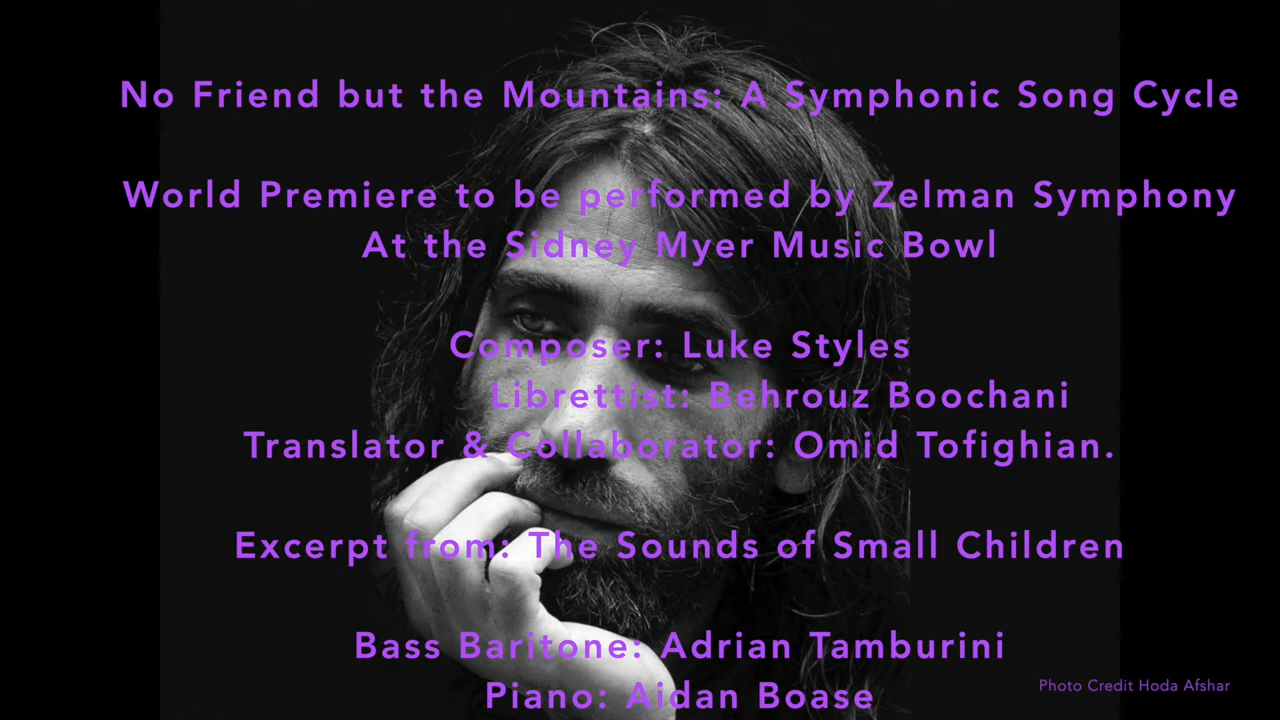 No Friend but the Mountains: A Symphonic Song Cycle
World Premiere to be performed by Zelman Symphony
At the Sidney Myer Music Bowl
Composer: Luke Styles
Librettist: Behrouz Boochani
Translator & Collaborator: Omid Tofighian.
Excerpt from: The Sounds of Small Children
Bass Baritone: Adrian Tamburini
Piano: Aidan Boase
Photo Credit Hoda Afshar